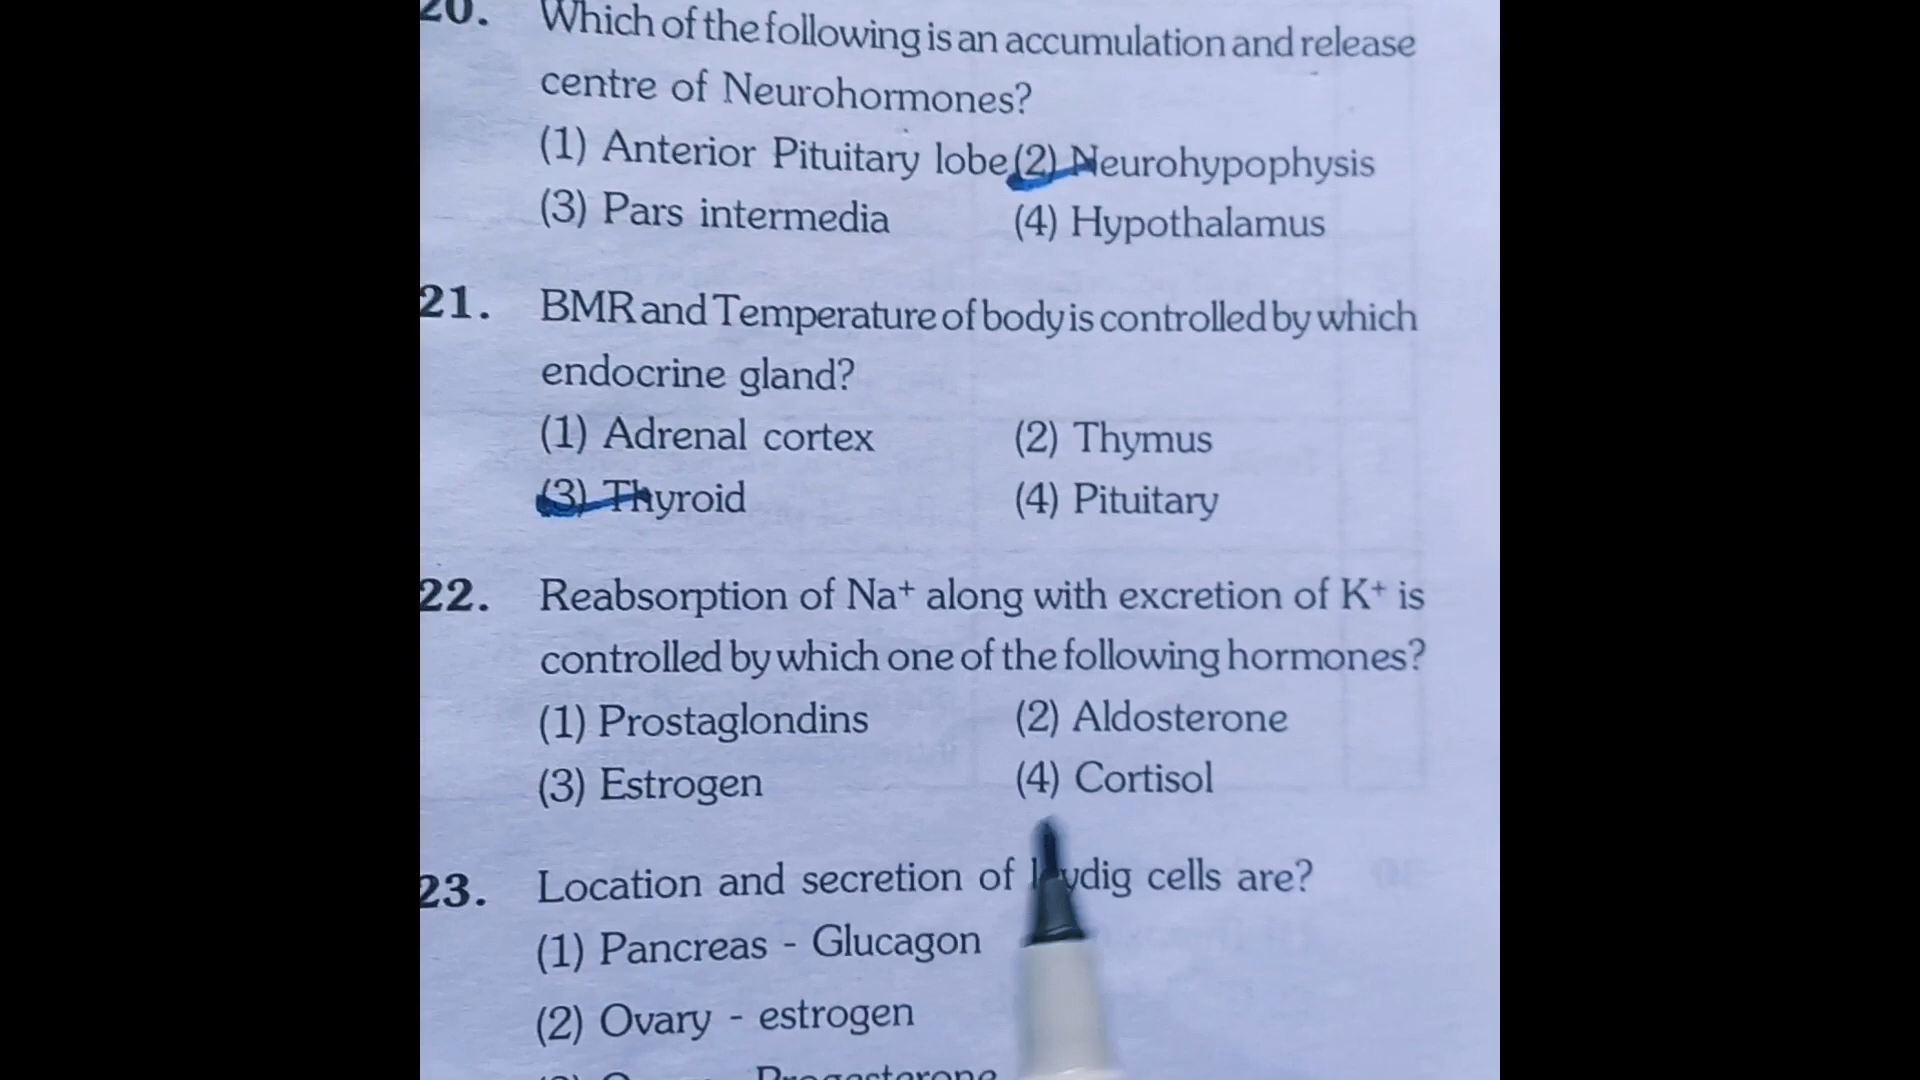 20. Which of the following is an accumulation and release
centre of Neurohormones?
(1) Anterior Pituitary lobe (2) Neurohypophysis
(3) Pars intermedia (4) Hypothalamus
21. BMR and Temperature of body is controlled by which
endocrine gland?
(1) Adrenal cortex (2) Thymus
(3) Thyroid (4) Pituitary
22. Reabsorption of Na⁺ along with excretion of K⁺ is
controlled by which one of the following hormones?
(1) Prostaglondins (2) Aldosterone
(3) Estrogen (4) Cortisol
23. Location and secretion of leydig cells are?
(1) Pancreas - Glucagon
(2) Ovary - estrogen
Progesterone